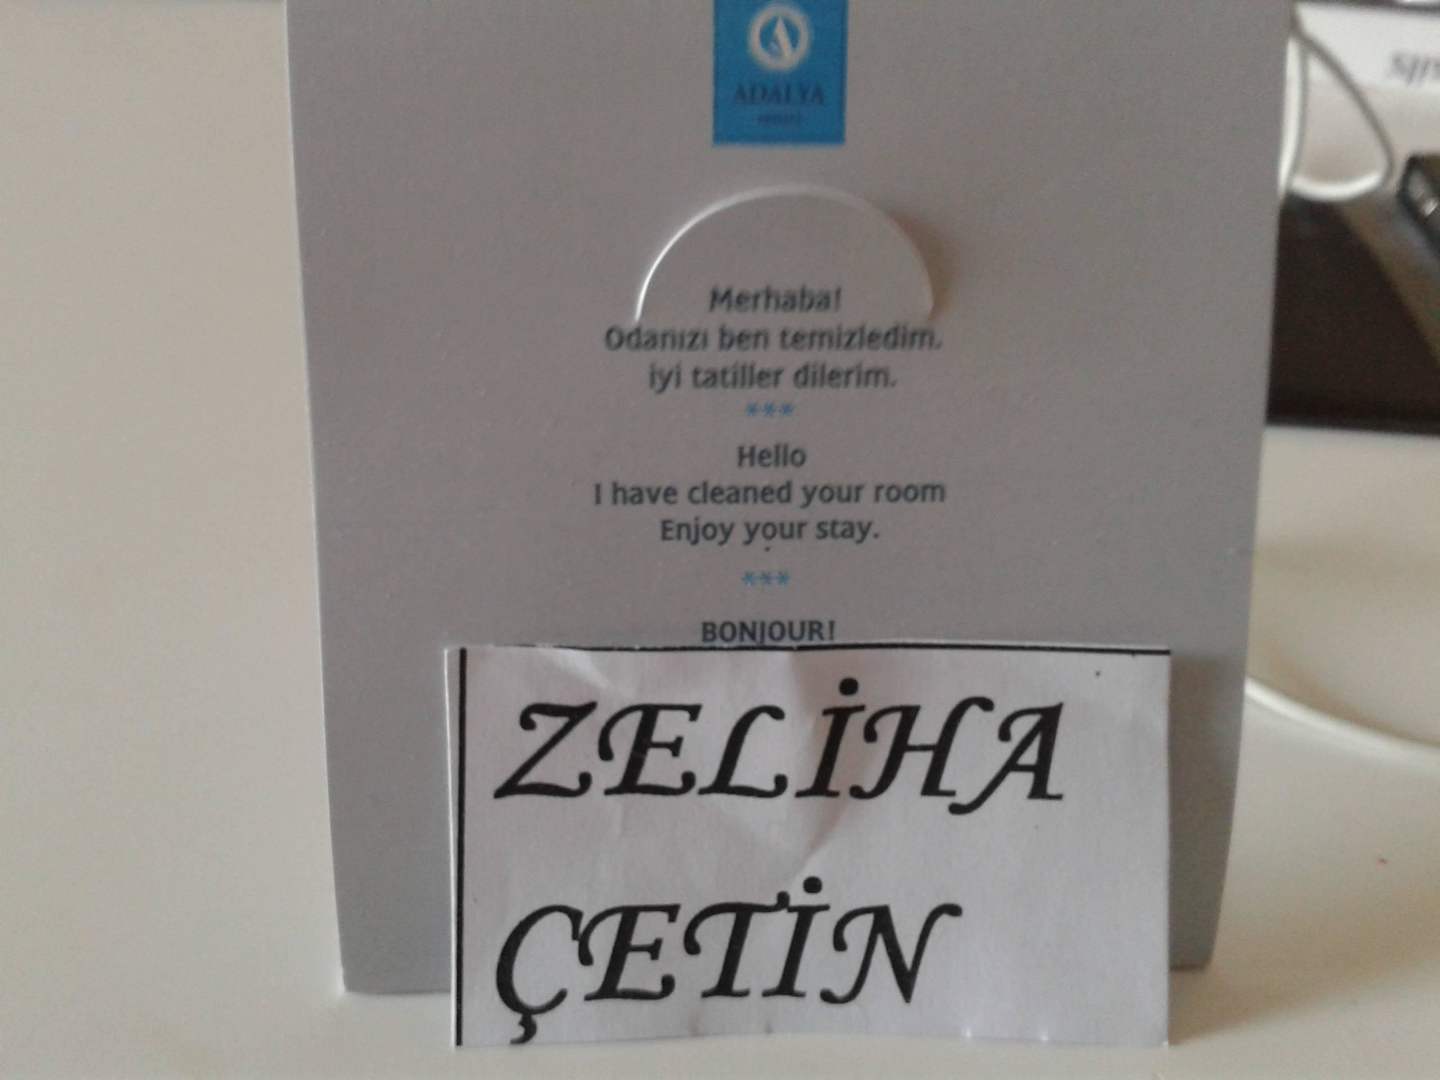 ADALYA
Merhaba!
Odanızı ben temizledim.
iyi tatiller dilerim.
***
Hello
I have cleaned your room
Enjoy your stay.
***
BONJOUR!
ZELİHA
ÇETİN